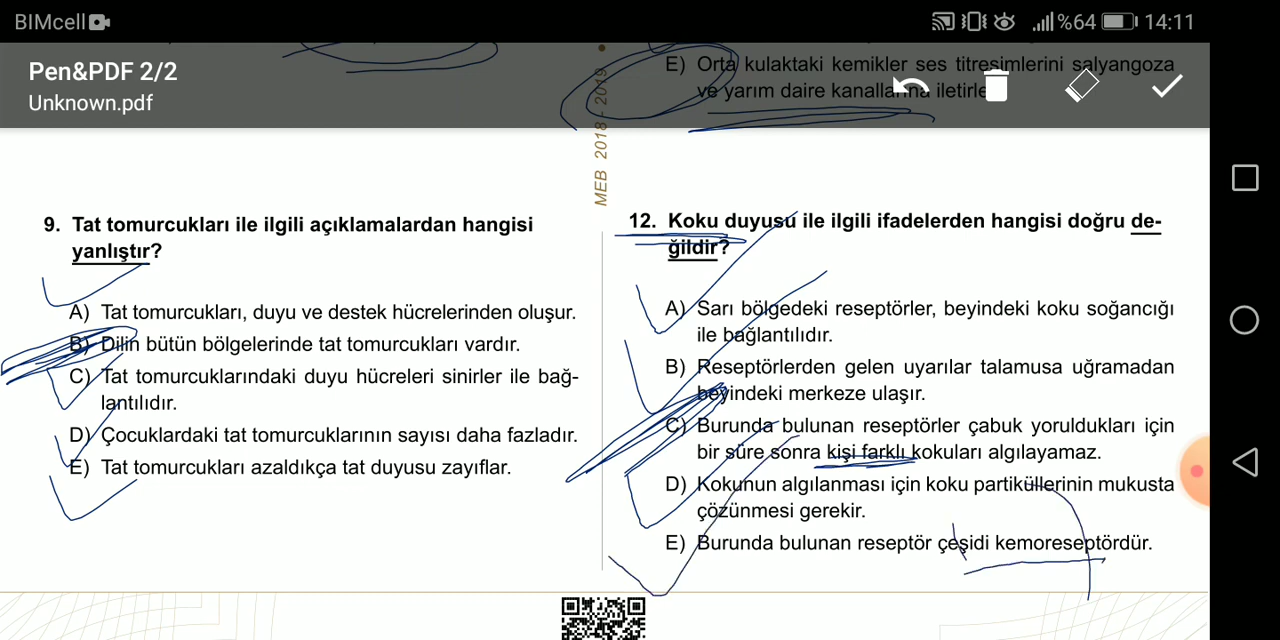 BIMcell
%64 14:11
Pen&PDF 2/2
Unknown.pdf
E) Orta kulaktaki kemikler ses titreşimlerini salyangoza
ve yarım daire kanallarına iletirle
MEB 2018 - 2019
9. Tat tomurcukları ile ilgili açıklamalardan hangisi
yanlıştır?
A) Tat tomurcukları, duyu ve destek hücrelerinden oluşur.
B) Dilin bütün bölgelerinde tat tomurcukları vardır.
C) Tat tomurcuklarındaki duyu hücreleri sinirler ile bağ-
lantılıdır.
D) Çocuklardaki tat tomurcuklarının sayısı daha fazladır.
E) Tat tomurcukları azaldıkça tat duyusu zayıflar.
12. Koku duyusu ile ilgili ifadelerden hangisi doğru de-
ğildir?
A) Sarı bölgedeki reseptörler, beyindeki koku soğancığı
ile bağlantılıdır.
B) Reseptörlerden gelen uyarılar talamusa uğramadan
beyindeki merkeze ulaşır.
C) Burunda bulunan reseptörler çabuk yoruldukları için
bir süre sonra kişi farklı kokuları algılayamaz.
D) Kokunun algılanması için koku partiküllerinin mukusta
çözünmesi gerekir.
E) Burunda bulunan reseptör çeşidi kemoreseptördür.